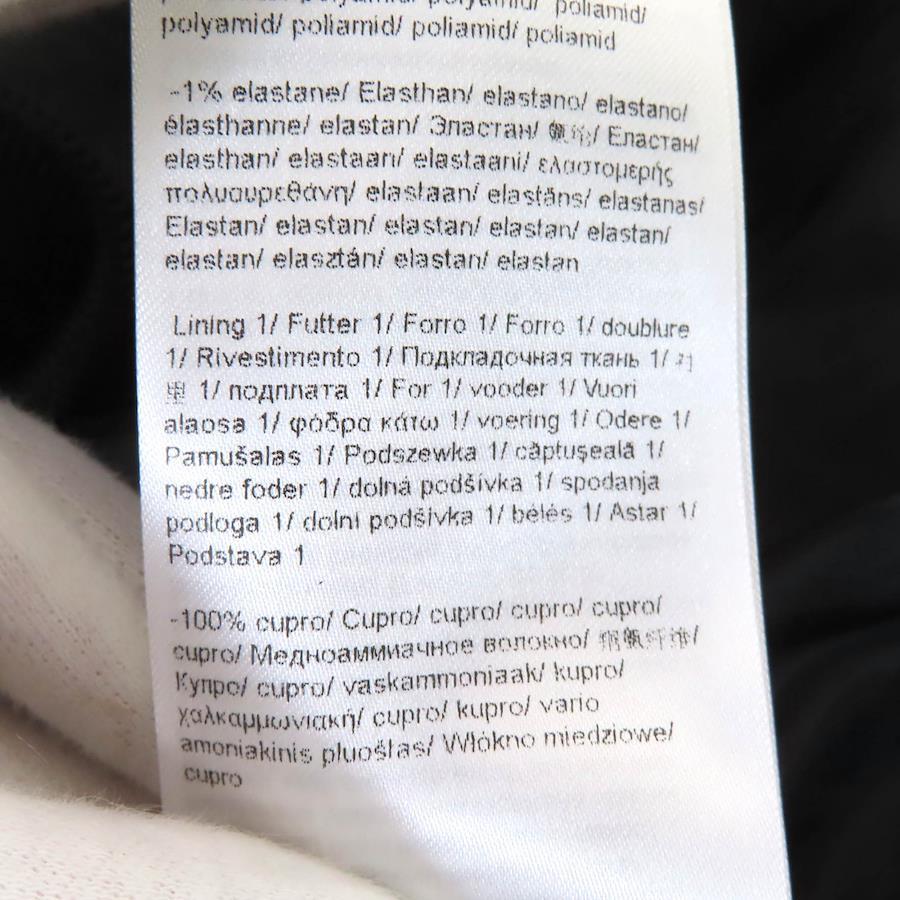 polyamid/ poliamid/
polyamid/ poliamid/ poliamid/ poliamid
-1% elastane/ Elasthan/ elastano/ elastano/
élasthanne/ elastan/ Эластан/ Еластан/
elasthan/ elastaan/ elastaani/ ελαστομερής
πολυουρεθάνη/ elastaan/ elastāns/ elastanas/
Elastan/ elastan/ elastan/ elastan/ elastan/
elastan/ elasztán/ elastan/ elastan
Lining 1/ Futter 1/ Forro 1/ Forro 1/ doublure
1/ Rivestimento 1/ Подкладочная ткань 1/
里 1/ подплата 1/ For 1/ vooder 1/ Vuori
alaosa 1/ φόδρα κάτω 1/ voering 1/ Odere 1/
Pamušalas 1/ Podszewka 1/ căptuşeală 1/
nedre foder 1/ dolná podšívka 1/ spodanja
podloga 1/ dolní podšívka 1/ bélés 1/ Astar 1/
Podstava 1
-100% cupro/ Cupro/ cupro/ cupro/ cupro/
cupro/ Медноаммиачное волокно/
Купро/ cupro/ vaskammoniaak/ kupro/
χαλκαμμωνιακή/ cupro/ kupro/ vario
amoniakinis pluoštas/ Włókno miedziowe/
cupro